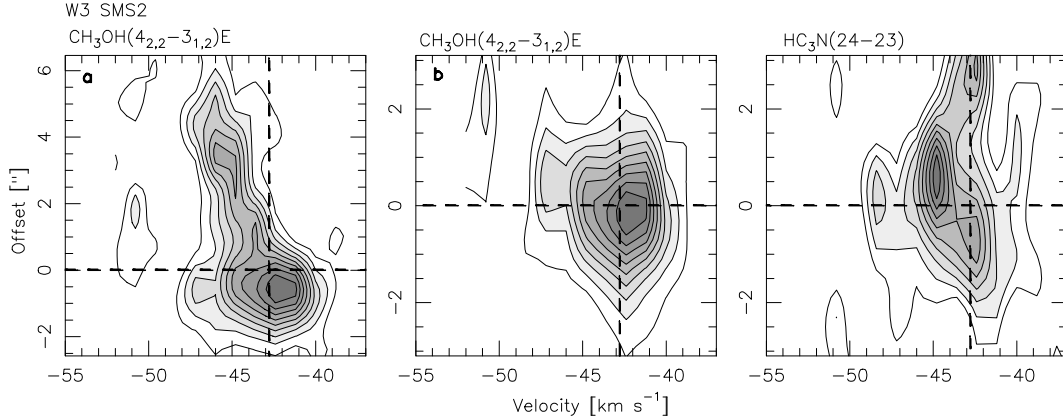 W3 SMS2
CH₃OH(4₂,₂−3₁,₂)E
CH₃OH(4₂,₂−3₁,₂)E
HC₃N(24−23)
a
b
Offset ["]
6
4
2
0
−2
2
0
−2
2
0
−2
−55 −50 −45 −40
−55 −50 −45 −40
−55 −50 −45 −40
Velocity [km s⁻¹]